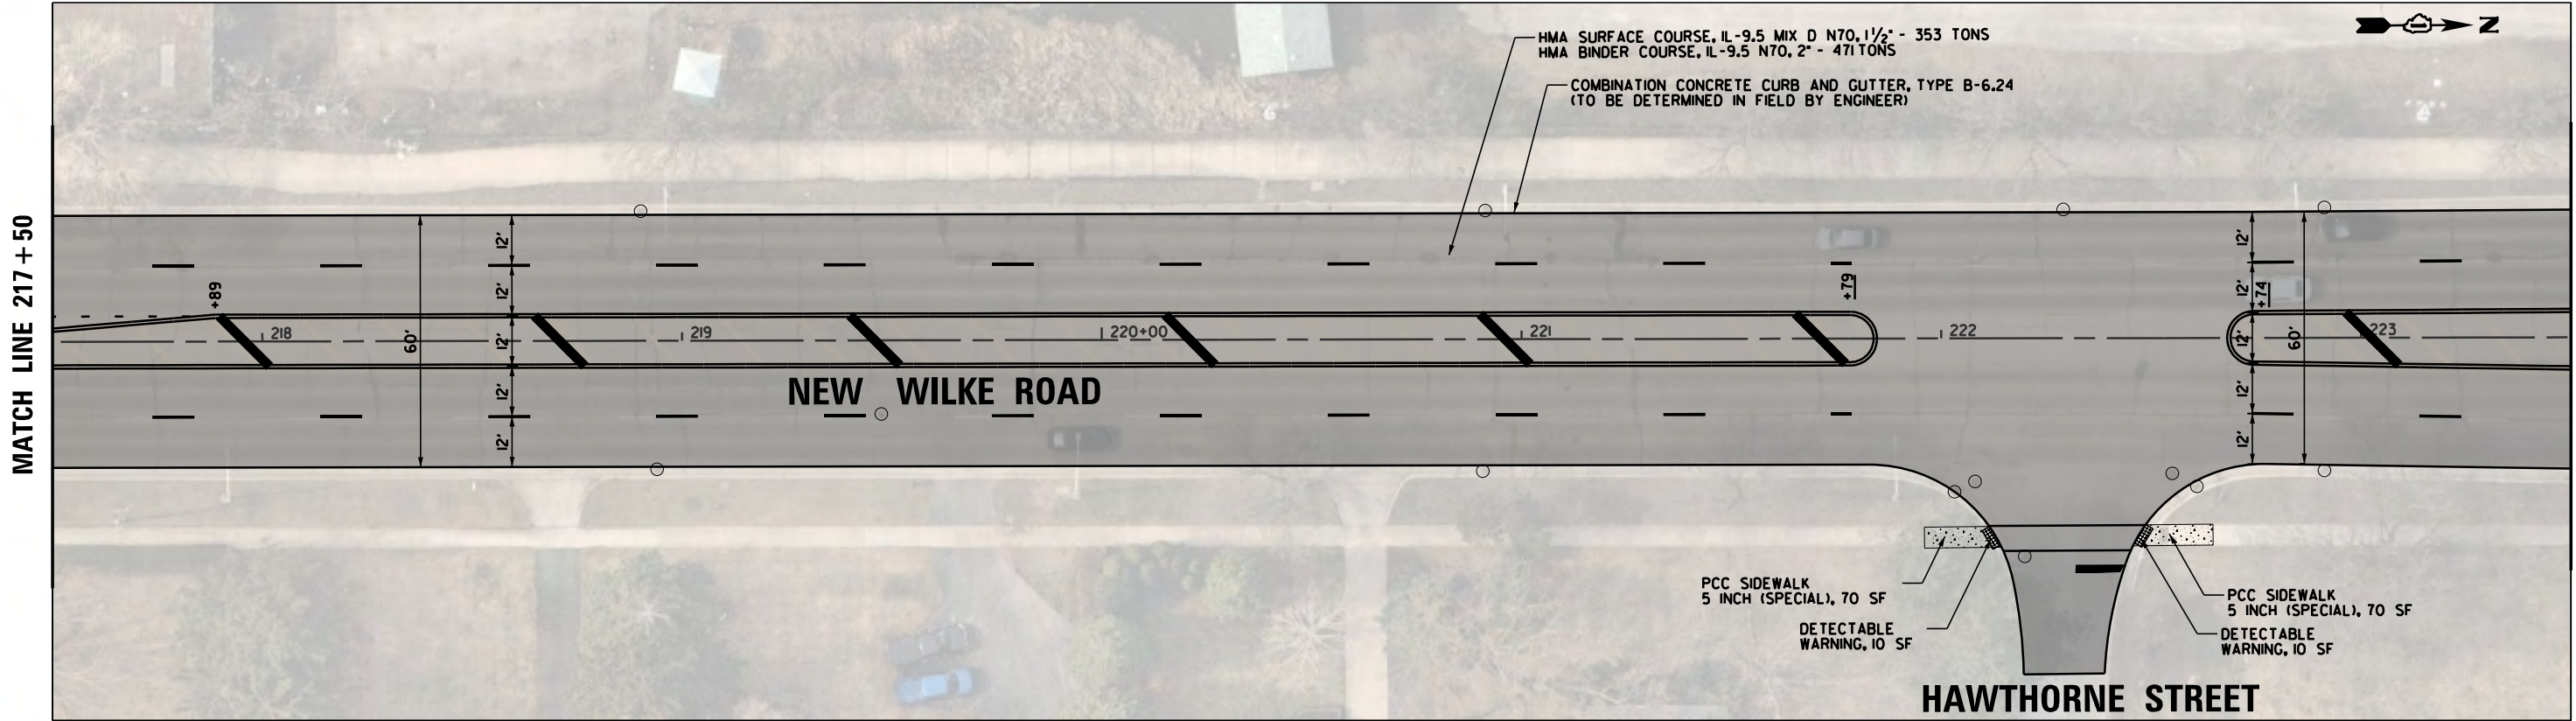 N
HMA SURFACE COURSE, IL-9.5 MIX D N70, 1 1/2" - 353 TONS
HMA BINDER COURSE, IL-9.5 N70, 2" - 471 TONS
COMBINATION CONCRETE CURB AND GUTTER, TYPE B-6.24
(TO BE DETERMINED IN FIELD BY ENGINEER)
MATCH LINE 217+50
+89
60'
12'
12'
12'
12'
12'
218
219
220+00
221
222
223
+79
+74
12'
12'
12'
12'
12'
60'
NEW WILKE ROAD
PCC SIDEWALK
5 INCH (SPECIAL), 70 SF
DETECTABLE
WARNING, 10 SF
PCC SIDEWALK
5 INCH (SPECIAL), 70 SF
DETECTABLE
WARNING, 10 SF
HAWTHORNE STREET